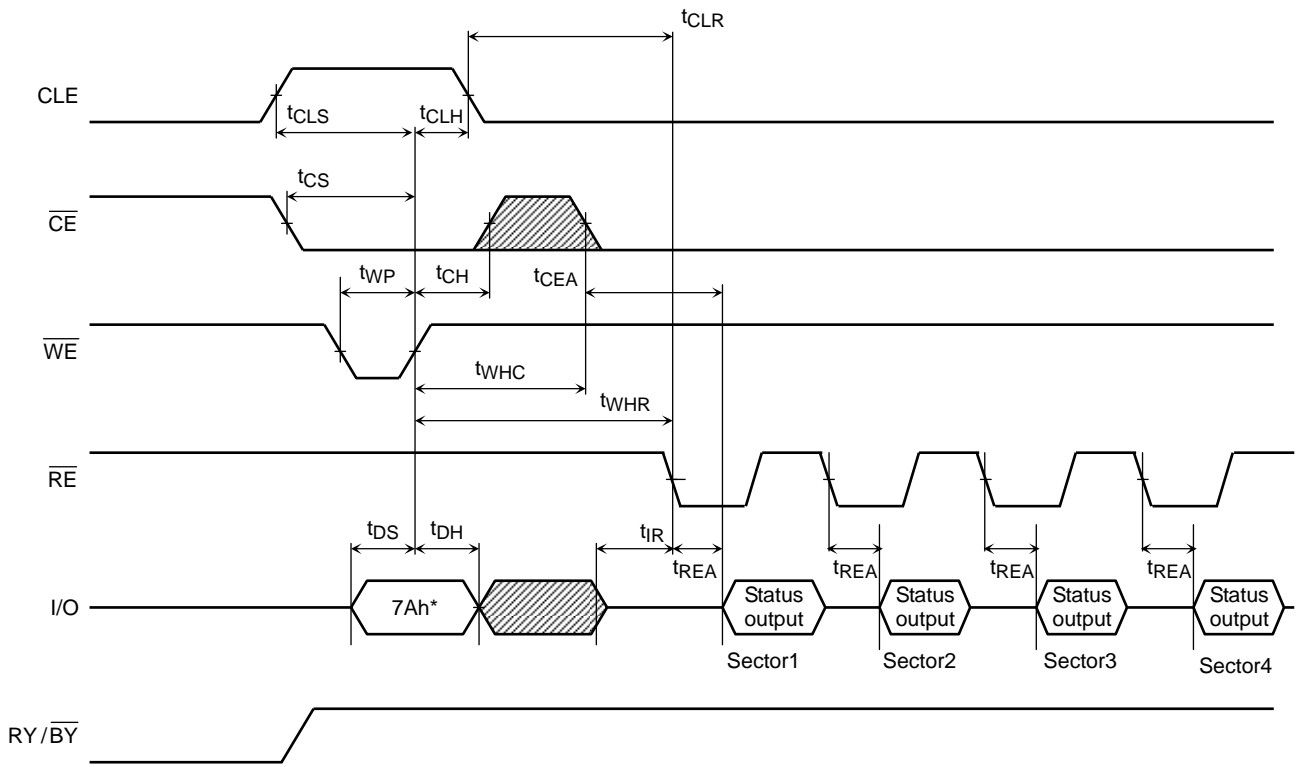 tCLR
CLE
tCLS
tCLH
tCS
CE
tWP
tCH
tCEA
WE
tWHC
tWHR
RE
tDS
tDH
tIR
tREA
tREA
tREA
tREA
I/O
7Ah*
Status
output
Status
output
Status
output
Status
output
Sector1
Sector2
Sector3
Sector4
RY/BY